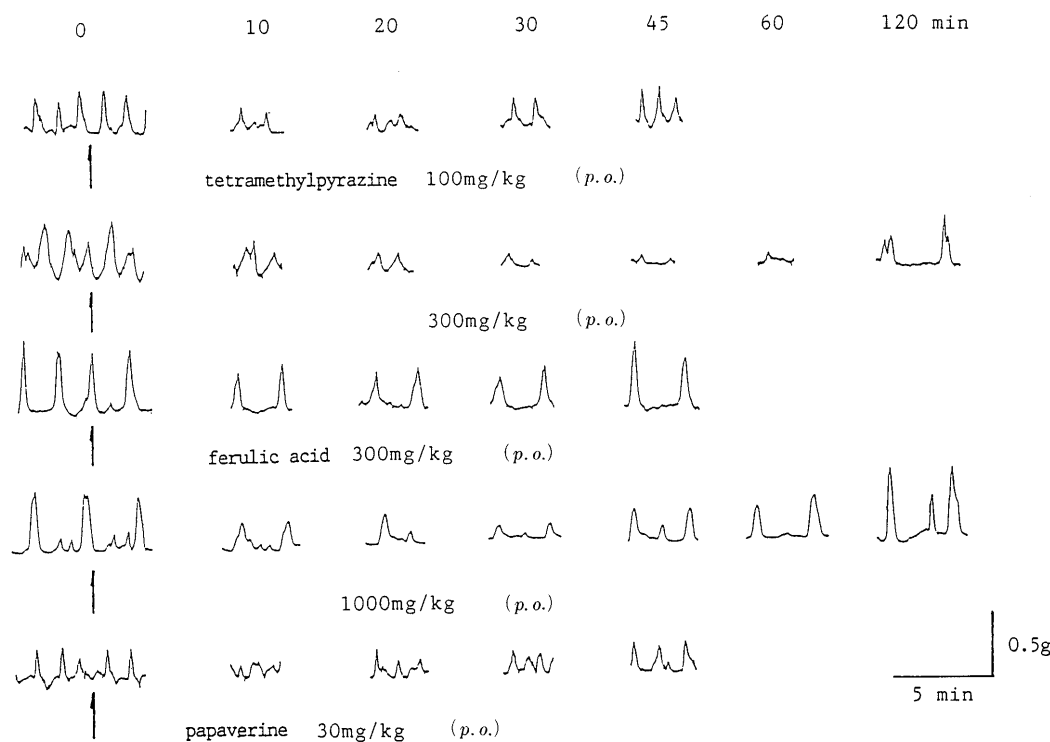 0 10 20 30 45 60 120 min
tetramethylpyrazine 100mg/kg (p.o.)
300mg/kg (p.o.)
ferulic acid 300mg/kg (p.o.)
1000mg/kg (p.o.)
0.5g
5 min
papaverine 30mg/kg (p.o.)